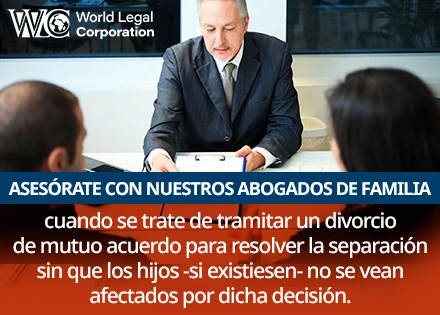 WLC World Legal
Corporation
ASESÓRATE CON NUESTROS ABOGADOS DE FAMILIA
cuando se trate de tramitar un divorcio
de mutuo acuerdo para resolver la separación
sin que los hijos -si existiesen- no se vean
afectados por dicha decisión.